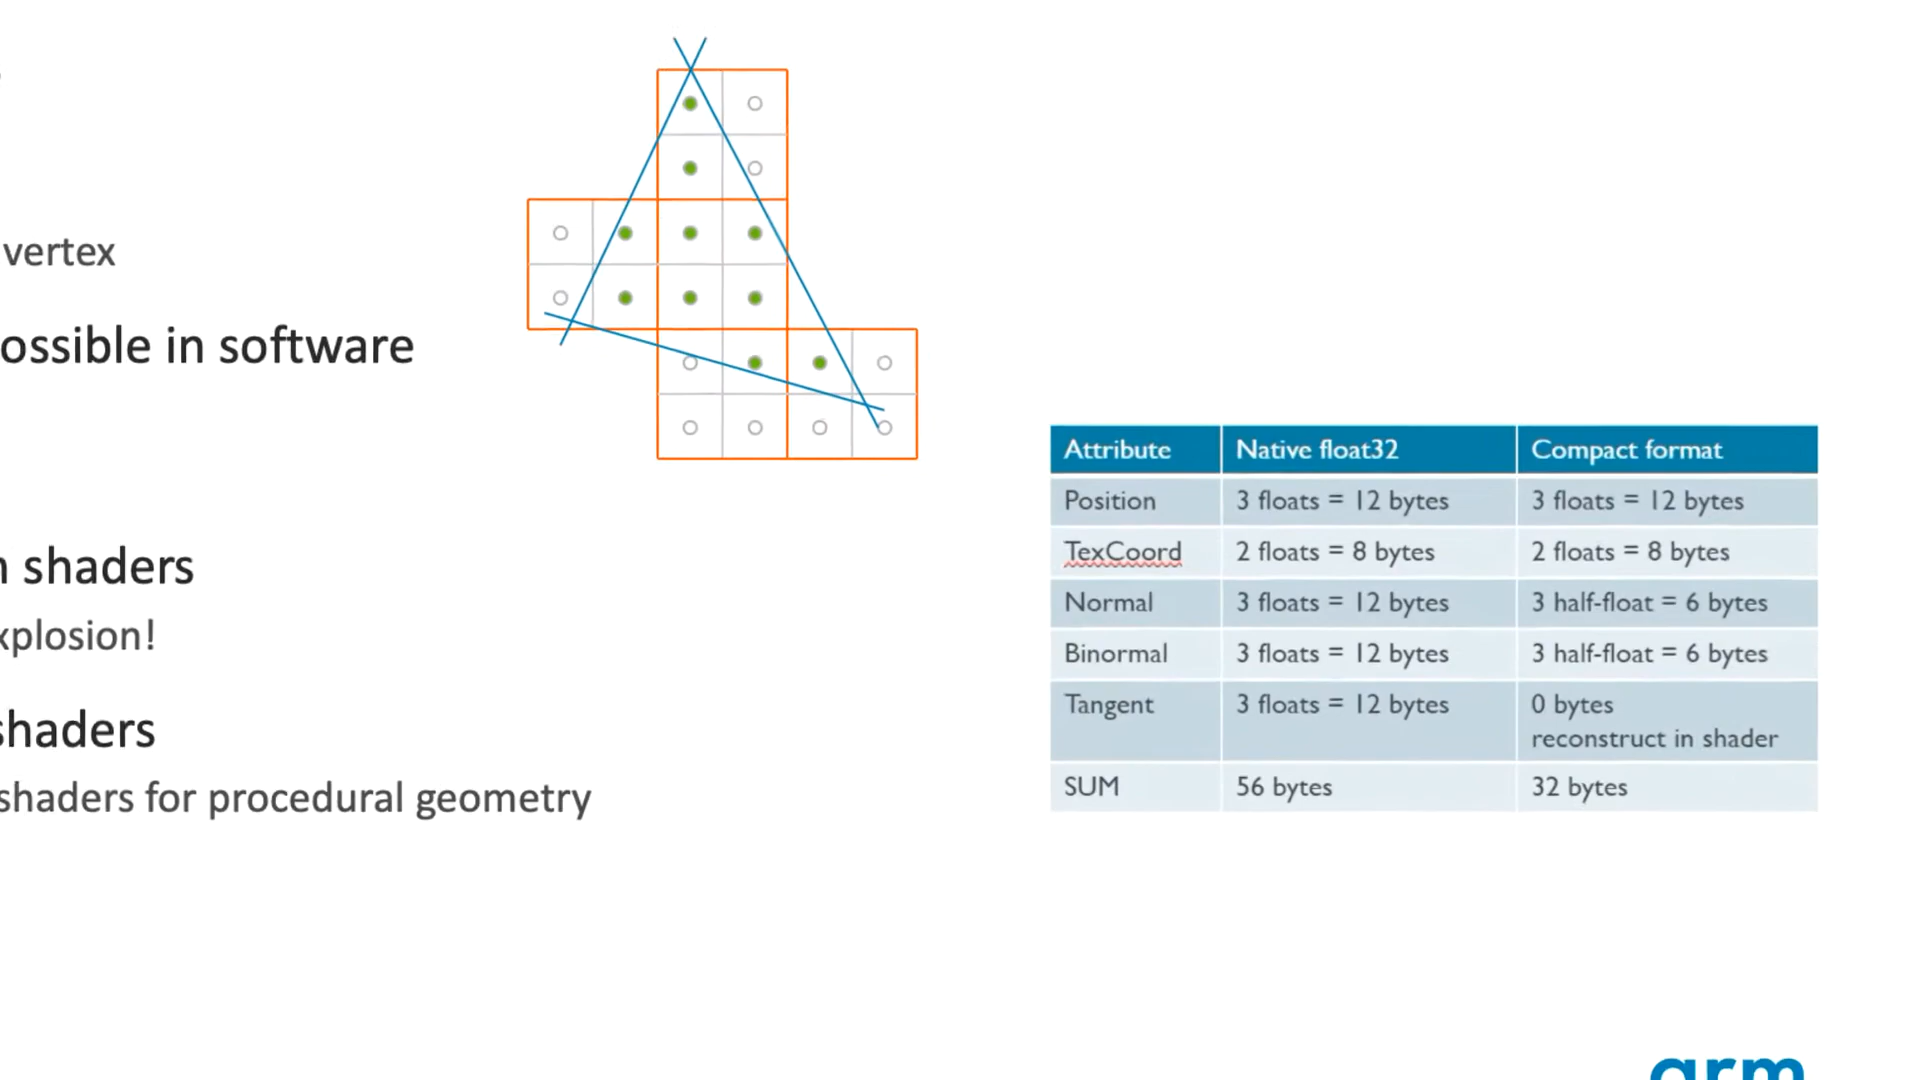 vertex
ossible in software
n shaders
xplosion!
shaders
shaders for procedural geometry
Attribute Native float32 Compact format
Position 3 floats = 12 bytes 3 floats = 12 bytes
TexCoord 2 floats = 8 bytes 2 floats = 8 bytes
Normal 3 floats = 12 bytes 3 half-float = 6 bytes
Binormal 3 floats = 12 bytes 3 half-float = 6 bytes
Tangent 3 floats = 12 bytes 0 bytes
reconstruct in shader
SUM 56 bytes 32 bytes
arm